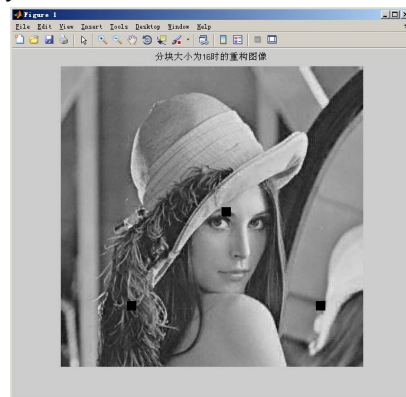 Figure 1
File Edit View Insert Tools Desktop Window Help
分块大小为16时的重构图像